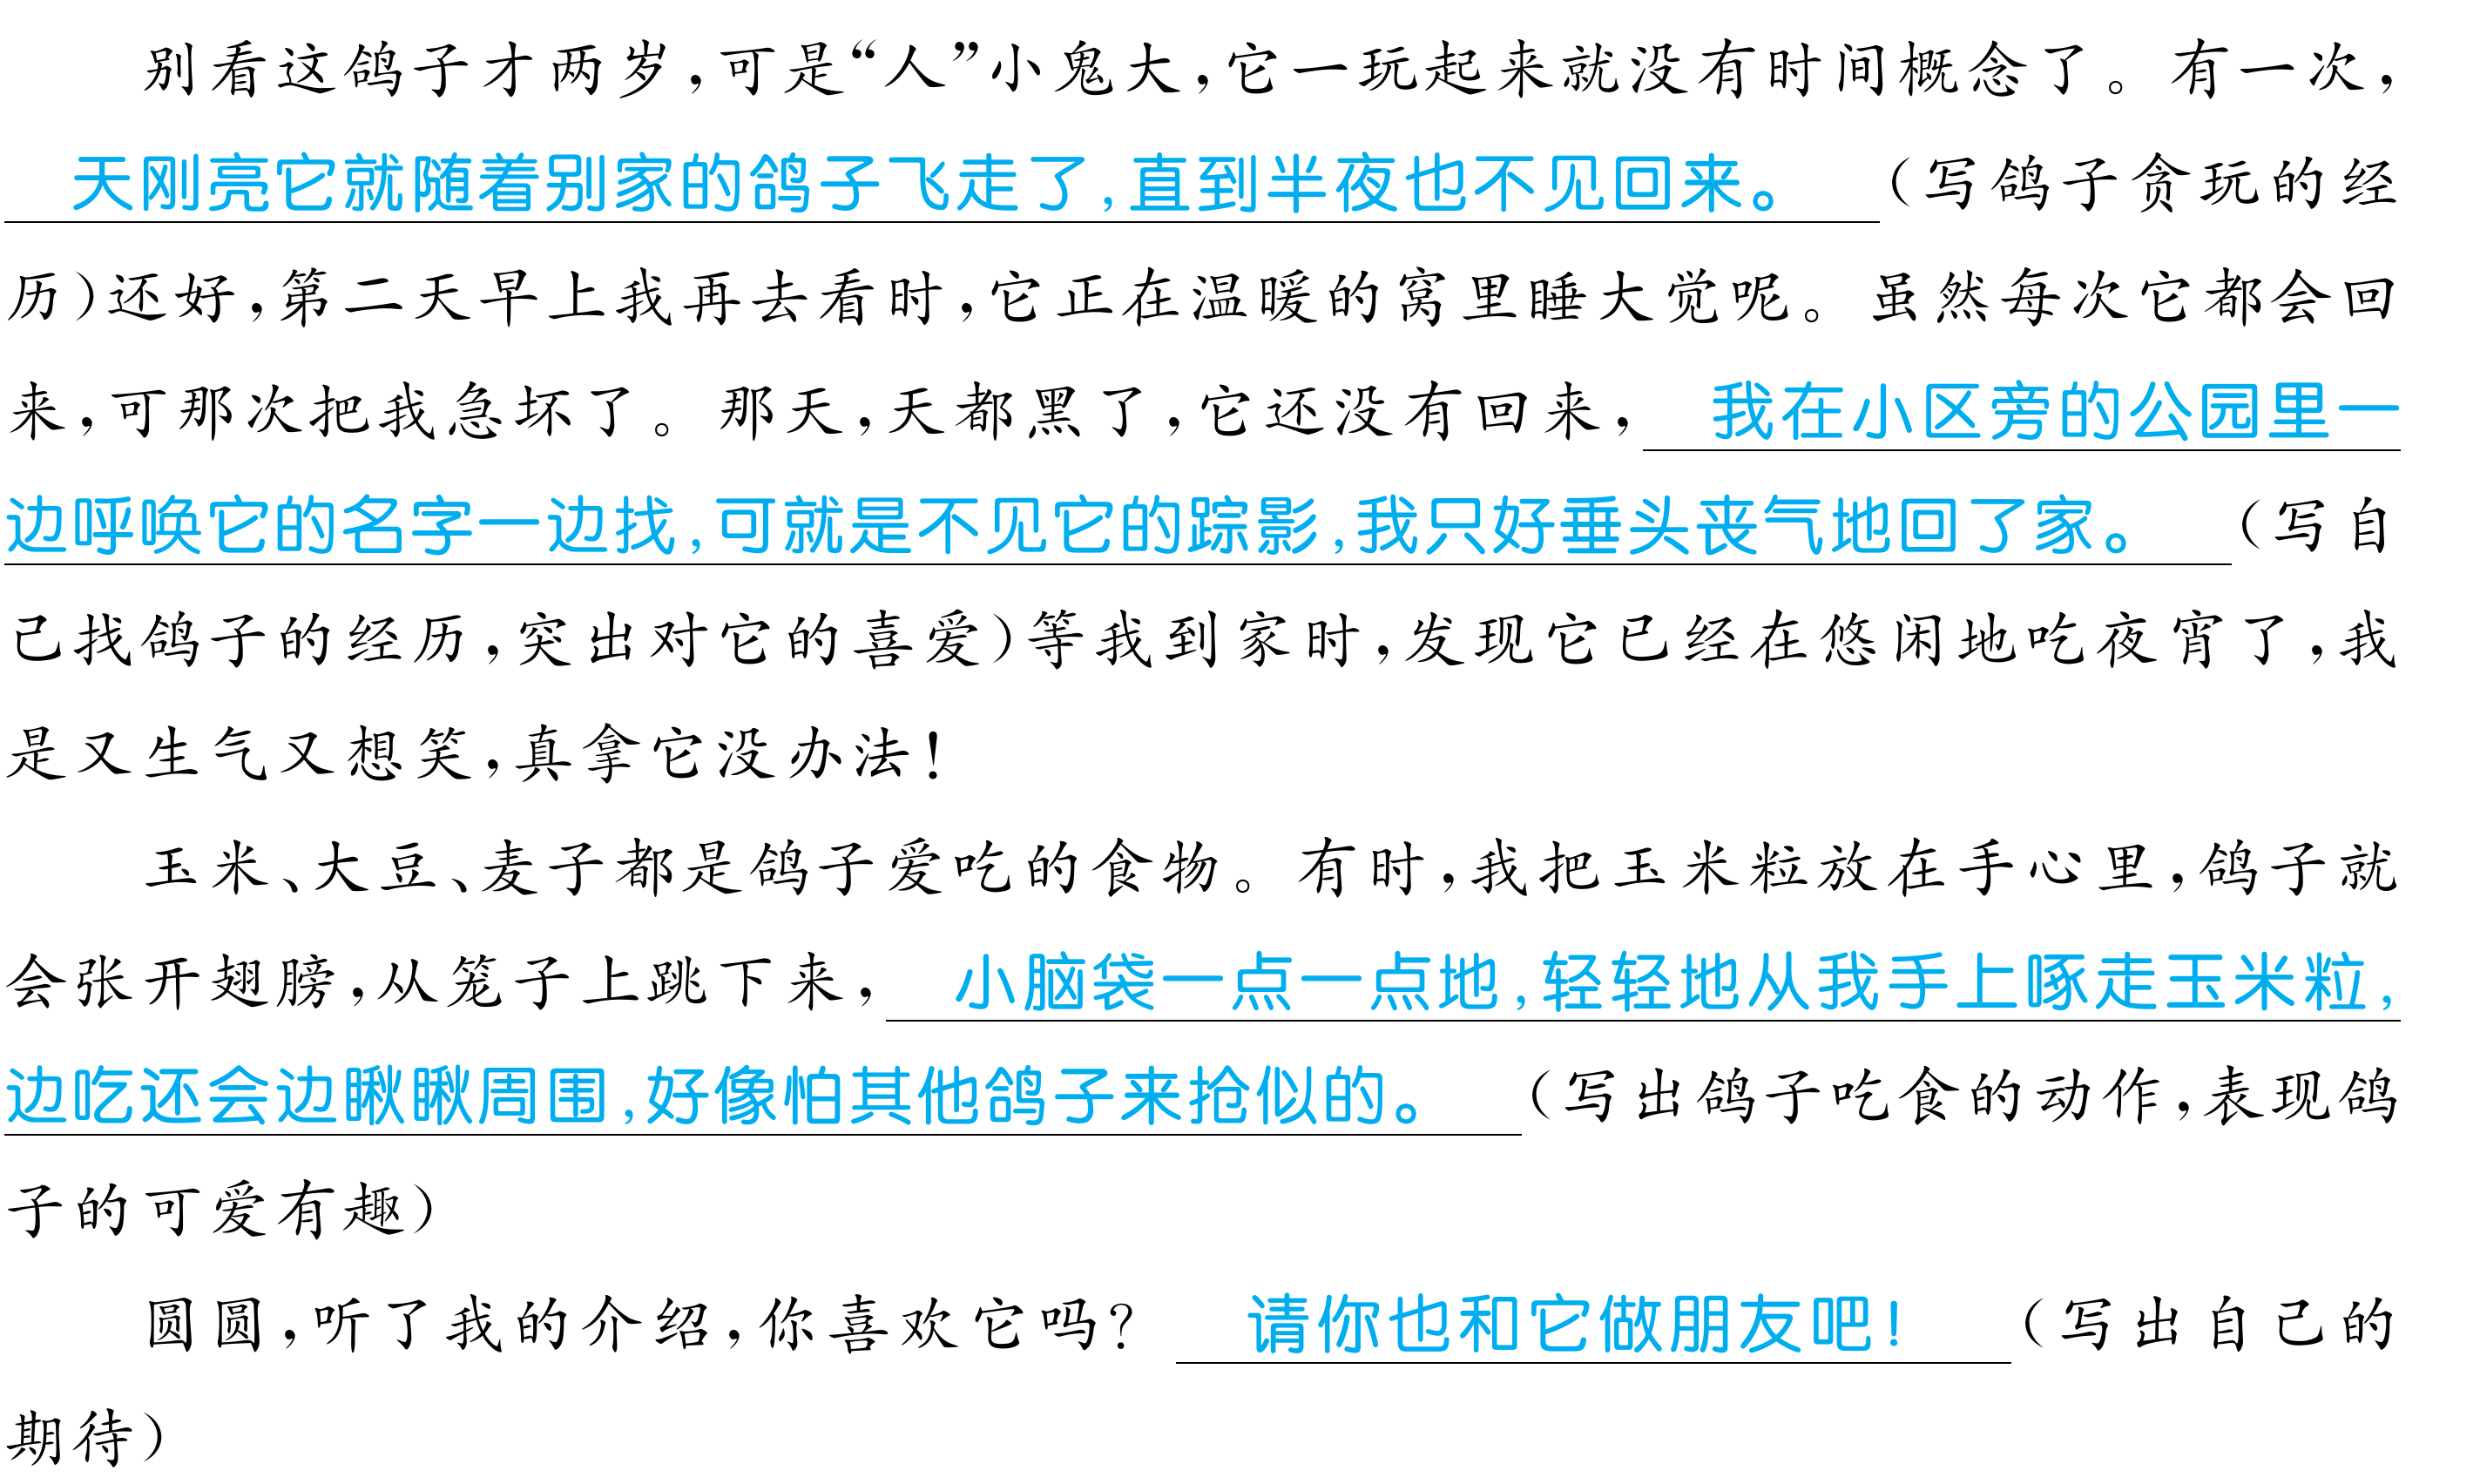 别看这鸽子才两岁,可是“人”小鬼大,它一玩起来就没有时间概念了。有一次,
天刚亮它就随着别家的鸽子飞走了,直到半夜也不见回来。(写鸽子贪玩的经
历)还好,第二天早上我再去看时,它正在温暖的窝里睡大觉呢。虽然每次它都会回
来,可那次把我急坏了。那天,天都黑了,它还没有回来,我在小区旁的公园里一
边呼唤它的名字一边找,可就是不见它的踪影,我只好垂头丧气地回了家。(写自
己找鸽子的经历,突出对它的喜爱)等我到家时,发现它已经在悠闲地吃夜宵了,我
是又生气又想笑,真拿它没办法!
玉米、大豆、麦子都是鸽子爱吃的食物。有时,我把玉米粒放在手心里,鸽子就
会张开翅膀,从笼子上跳下来,小脑袋一点一点地,轻轻地从我手上啄走玉米粒,
边吃还会边瞅瞅周围,好像怕其他鸽子来抢似的。(写出鸽子吃食的动作,表现鸽
子的可爱有趣)
圆圆,听了我的介绍,你喜欢它吗?请你也和它做朋友吧!(写出自己的
期待)